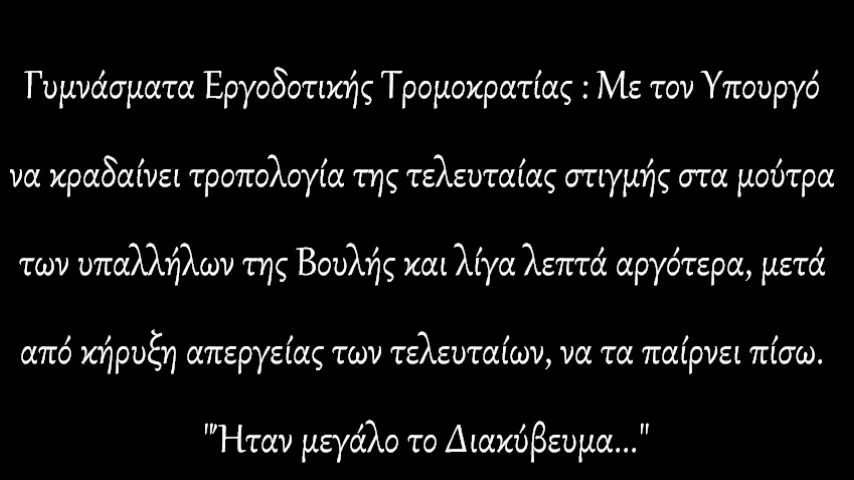 Γυμνάσματα Εργοδοτικής Τρομοκρατίας : Με τον Υπουργό
να κραδαίνει τροπολογία της τελευταίας στιγμής στα μούτρα
των υπαλλήλων της Βουλής και λίγα λεπτά αργότερα, μετά
από κήρυξη απεργείας των τελευταίων, να τα παίρνει πίσω.
"Ήταν μεγάλο το Διακύβευμα..."